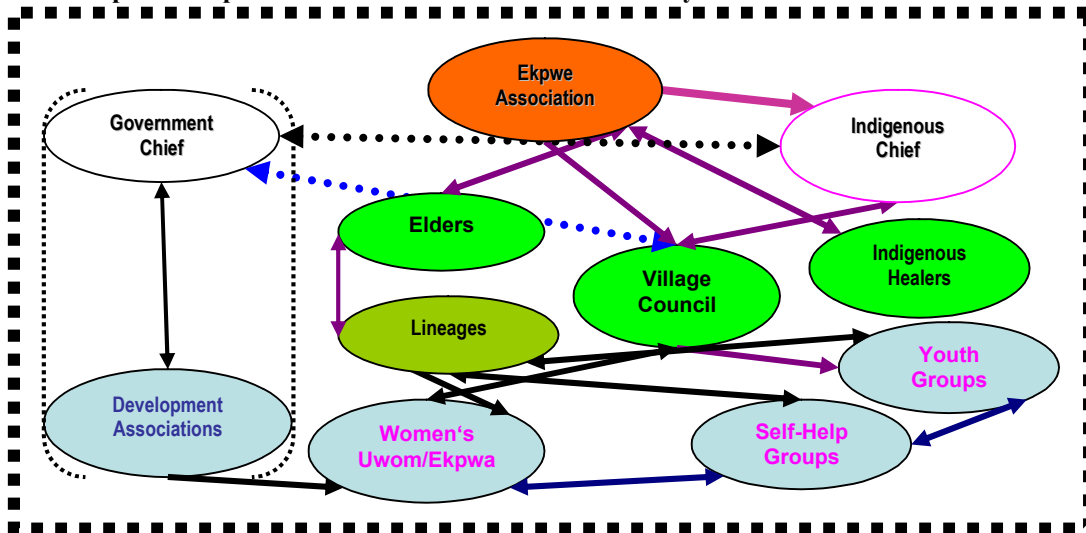 Ekpwe
Association
Government
Chief
Indigenous
Chief
Elders
Indigenous
Healers
Village
Council
Lineages
Youth
Groups
Development
Associations
Women‘s
Uwom/Ekpwa
Self-Help
Groups